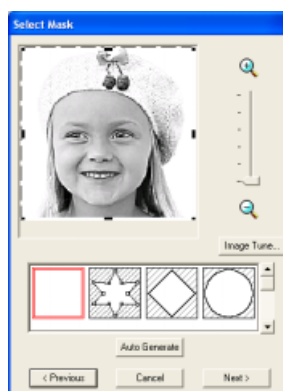 Select Mask
Image Tune...
Auto Generate
< Previous
Cancel
Next >